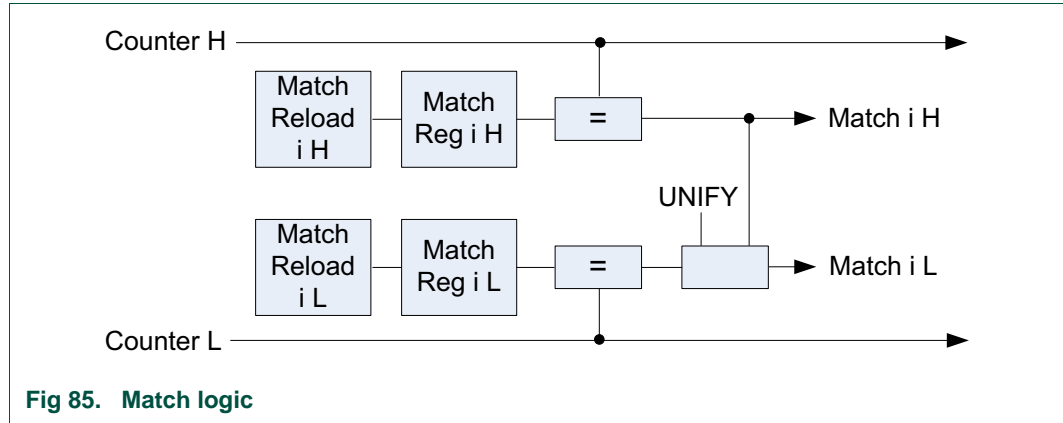 Counter H
Match
Reload
i H
Match
Reg i H
=
Match i H
UNIFY
Match
Reload
i L
Match
Reg i L
=
Match i L
Counter L
Fig 85. Match logic